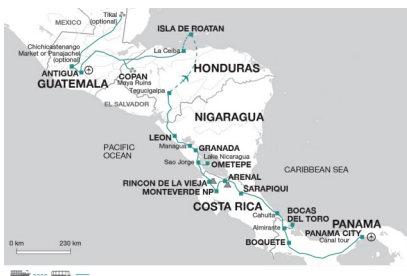 Tikal
(optional)
MEXICO
ISLA DE ROATAN
Chichicastenango
Market or Panajachel
(optional)
La Ceiba
ANTIGUA
COPAN
Maya Ruins
HONDURAS
GUATEMALA
Tegucigalpa
EL SALVADOR
NICARAGUA
LEON
Managua
GRANADA
PACIFIC
OCEAN
Lake Nicaragua
Sao Jorge
OMETEPE
CARIBBEAN SEA
RINCON DE LA VIEJA
ARENAL
MONTEVERDE NP
SARAPIQUI
COSTA RICA
BOCAS
DEL TORO
Cahuita
PANAMA
Almirante
PANAMA CITY
Canal tour
BOQUETE
0 km
230 km